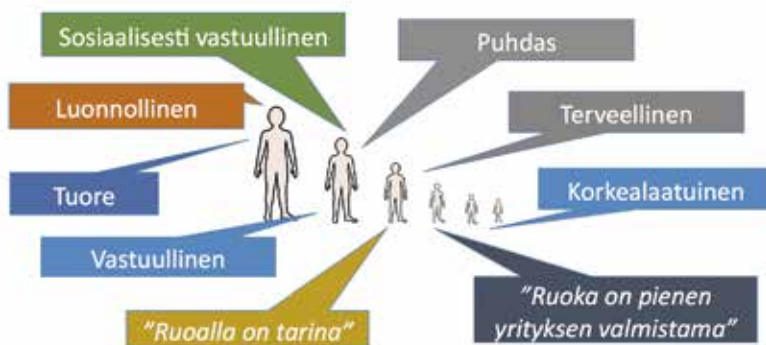 Sosiaalisesti vastuullinen
Puhdas
Luonnollinen
Terveellinen
Tuore
Korkealaatuinen
Vastuullinen
"Ruoalla on tarina"
"Ruoka on pienen
yrityksen valmistama"